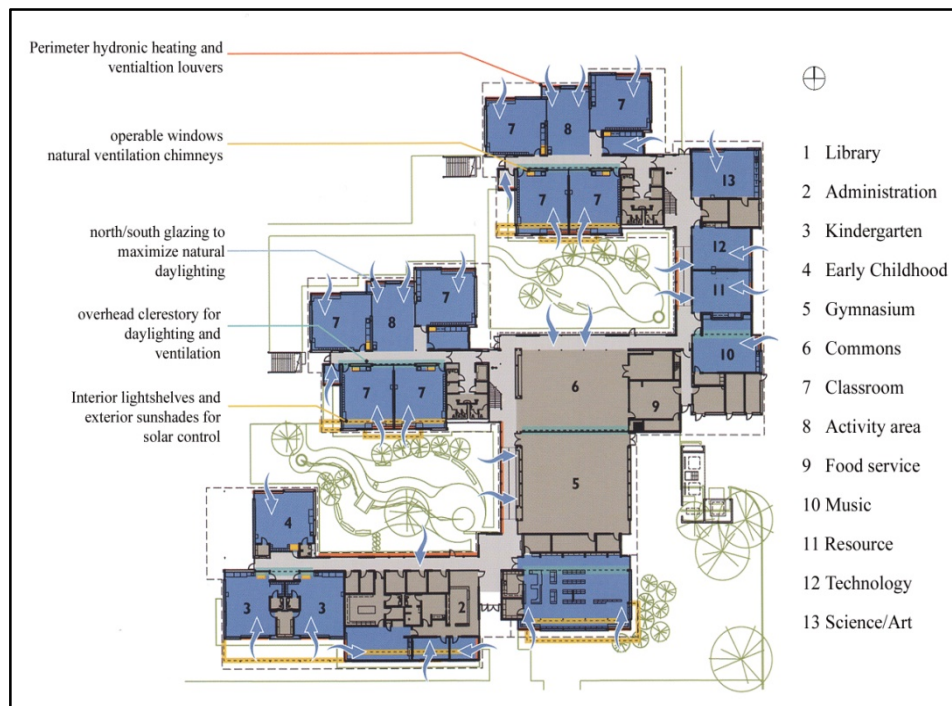 Perimeter hydronic heating and
ventialtion louvers
operable windows
natural ventilation chimneys
north/south glazing to
maximize natural
daylighting
overhead clerestory for
daylighting and
ventilation
Interior lightshelves and
exterior sunshades for
solar control
1 Library
2 Administration
3 Kindergarten
4 Early Childhood
5 Gymnasium
6 Commons
7 Classroom
8 Activity area
9 Food service
10 Music
11 Resource
12 Technology
13 Science/Art
7
8
7
7
7
13
12
11
10
7
8
7
7
7
6
9
5
4
3
3
2